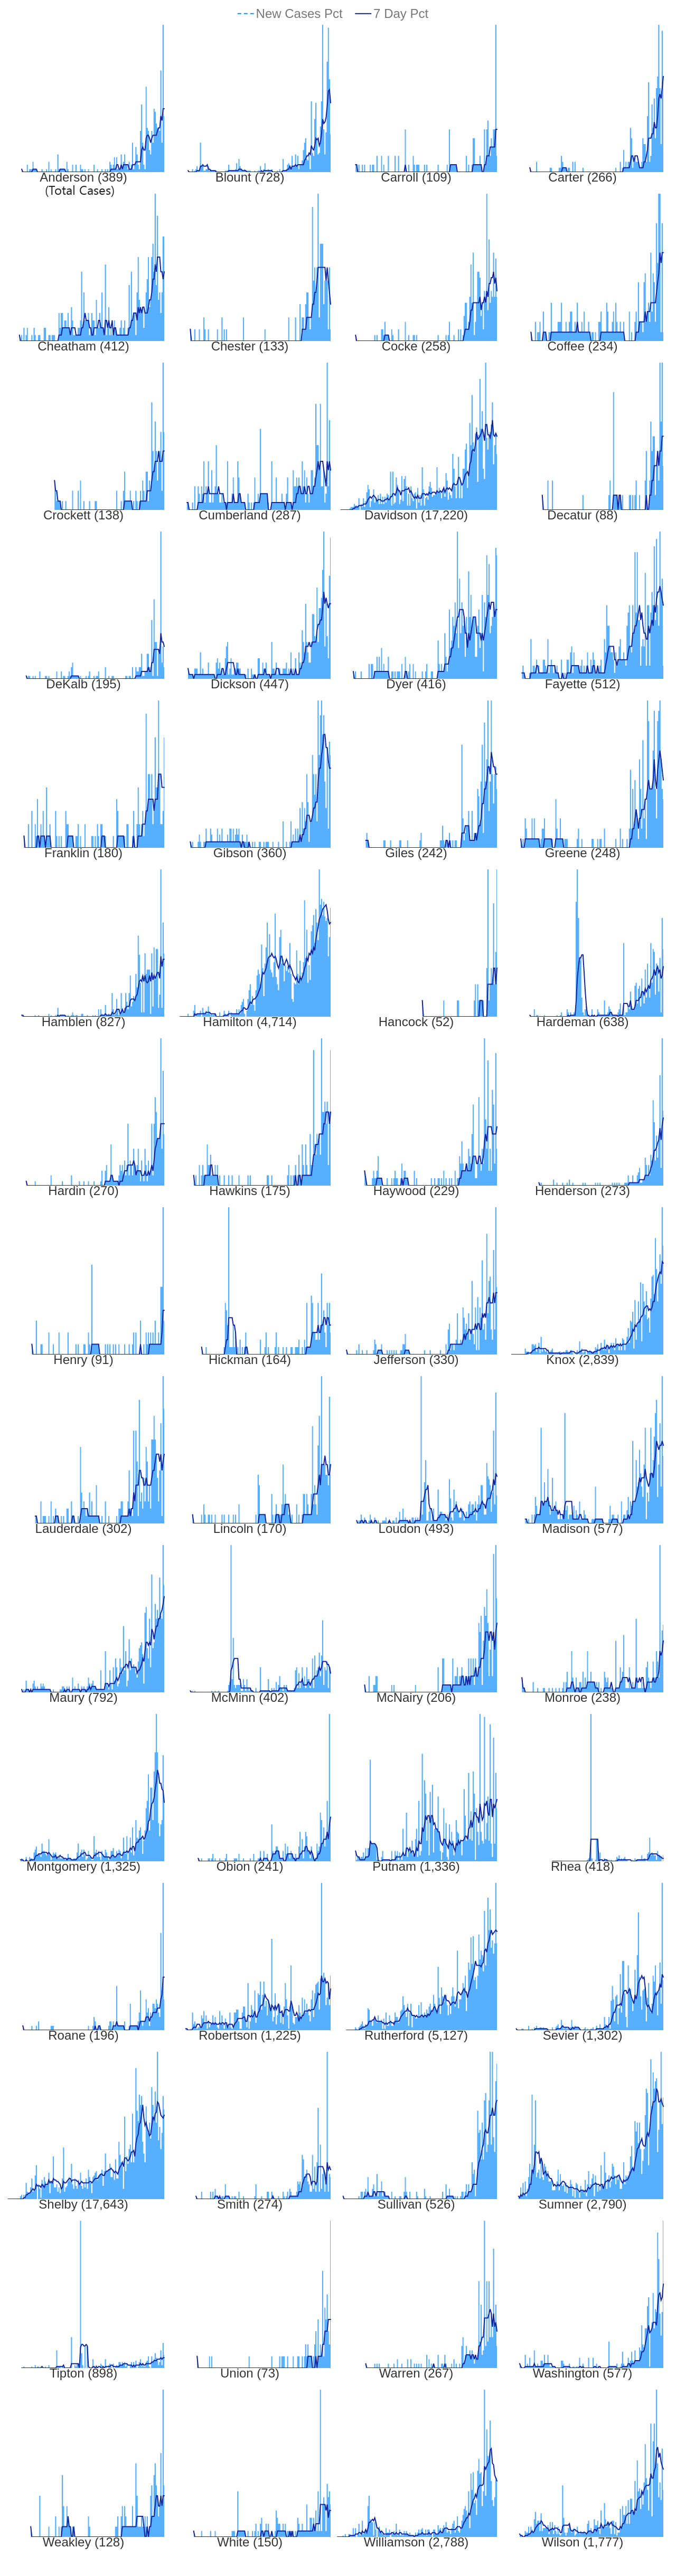 New Cases Pct 7 Day Pct
Anderson (389) Blount (728) Carroll (109) Carter (266)
(Total Cases)
Cheatham (412) Chester (133) Cocke (258) Coffee (234)
Crockett (138) Cumberland (287) Davidson (17,220) Decatur (88)
DeKalb (195) Dickson (447) Dyer (416) Fayette (512)
Franklin (180) Gibson (360) Giles (242) Greene (248)
Hamblen (827) Hamilton (4,714) Hancock (52) Hardeman (638)
Hardin (270) Hawkins (175) Haywood (229) Henderson (273)
Henry (91) Hickman (164) Jefferson (330) Knox (2,839)
Lauderdale (302) Lincoln (170) Loudon (493) Madison (577)
Maury (792) McMinn (402) McNairy (206) Monroe (238)
Montgomery (1,325) Obion (241) Putnam (1,336) Rhea (418)
Roane (196) Robertson (1,225) Rutherford (5,127) Sevier (1,302)
Shelby (17,643) Smith (274) Sullivan (526) Sumner (2,790)
Tipton (898) Union (73) Warren (267) Washington (577)
Weakley (128) White (150) Williamson (2,788) Wilson (1,777)